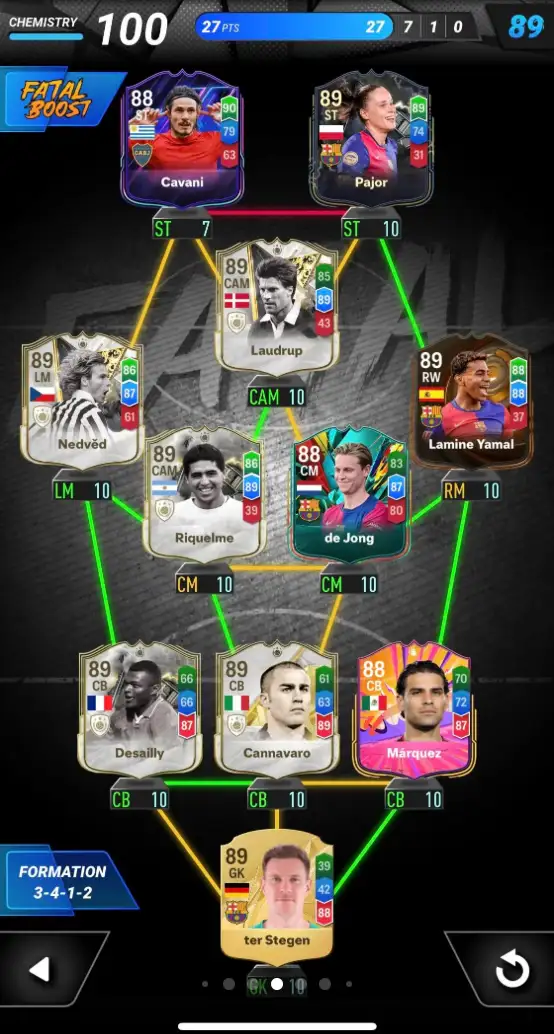 CHEMISTRY 100 27 PTS 27 7 1 0 89
FATAL
BOOST
88
ST
90
79
63
CABJ
Cavani
89
ST
89
74
31
Pajor
ST 7
ST 10
89
CAM
85
89
43
Laudrup
CAM 10
89
LM
86
87
61
Nedvěd
LM 10
89
RW
88
88
37
Lamine Yamal
RM 10
89
CAM
86
89
39
Riquelme
CM 10
88
CM
83
87
80
de Jong
CM 10
89
CB
66
66
87
Desailly
CB 10
89
CB
61
63
89
Cannavaro
CB 10
88
CB
70
72
87
Márquez
CB 10
FORMATION
3-4-1-2
89
GK
39
42
88
ter Stegen
GK 10
FATAL